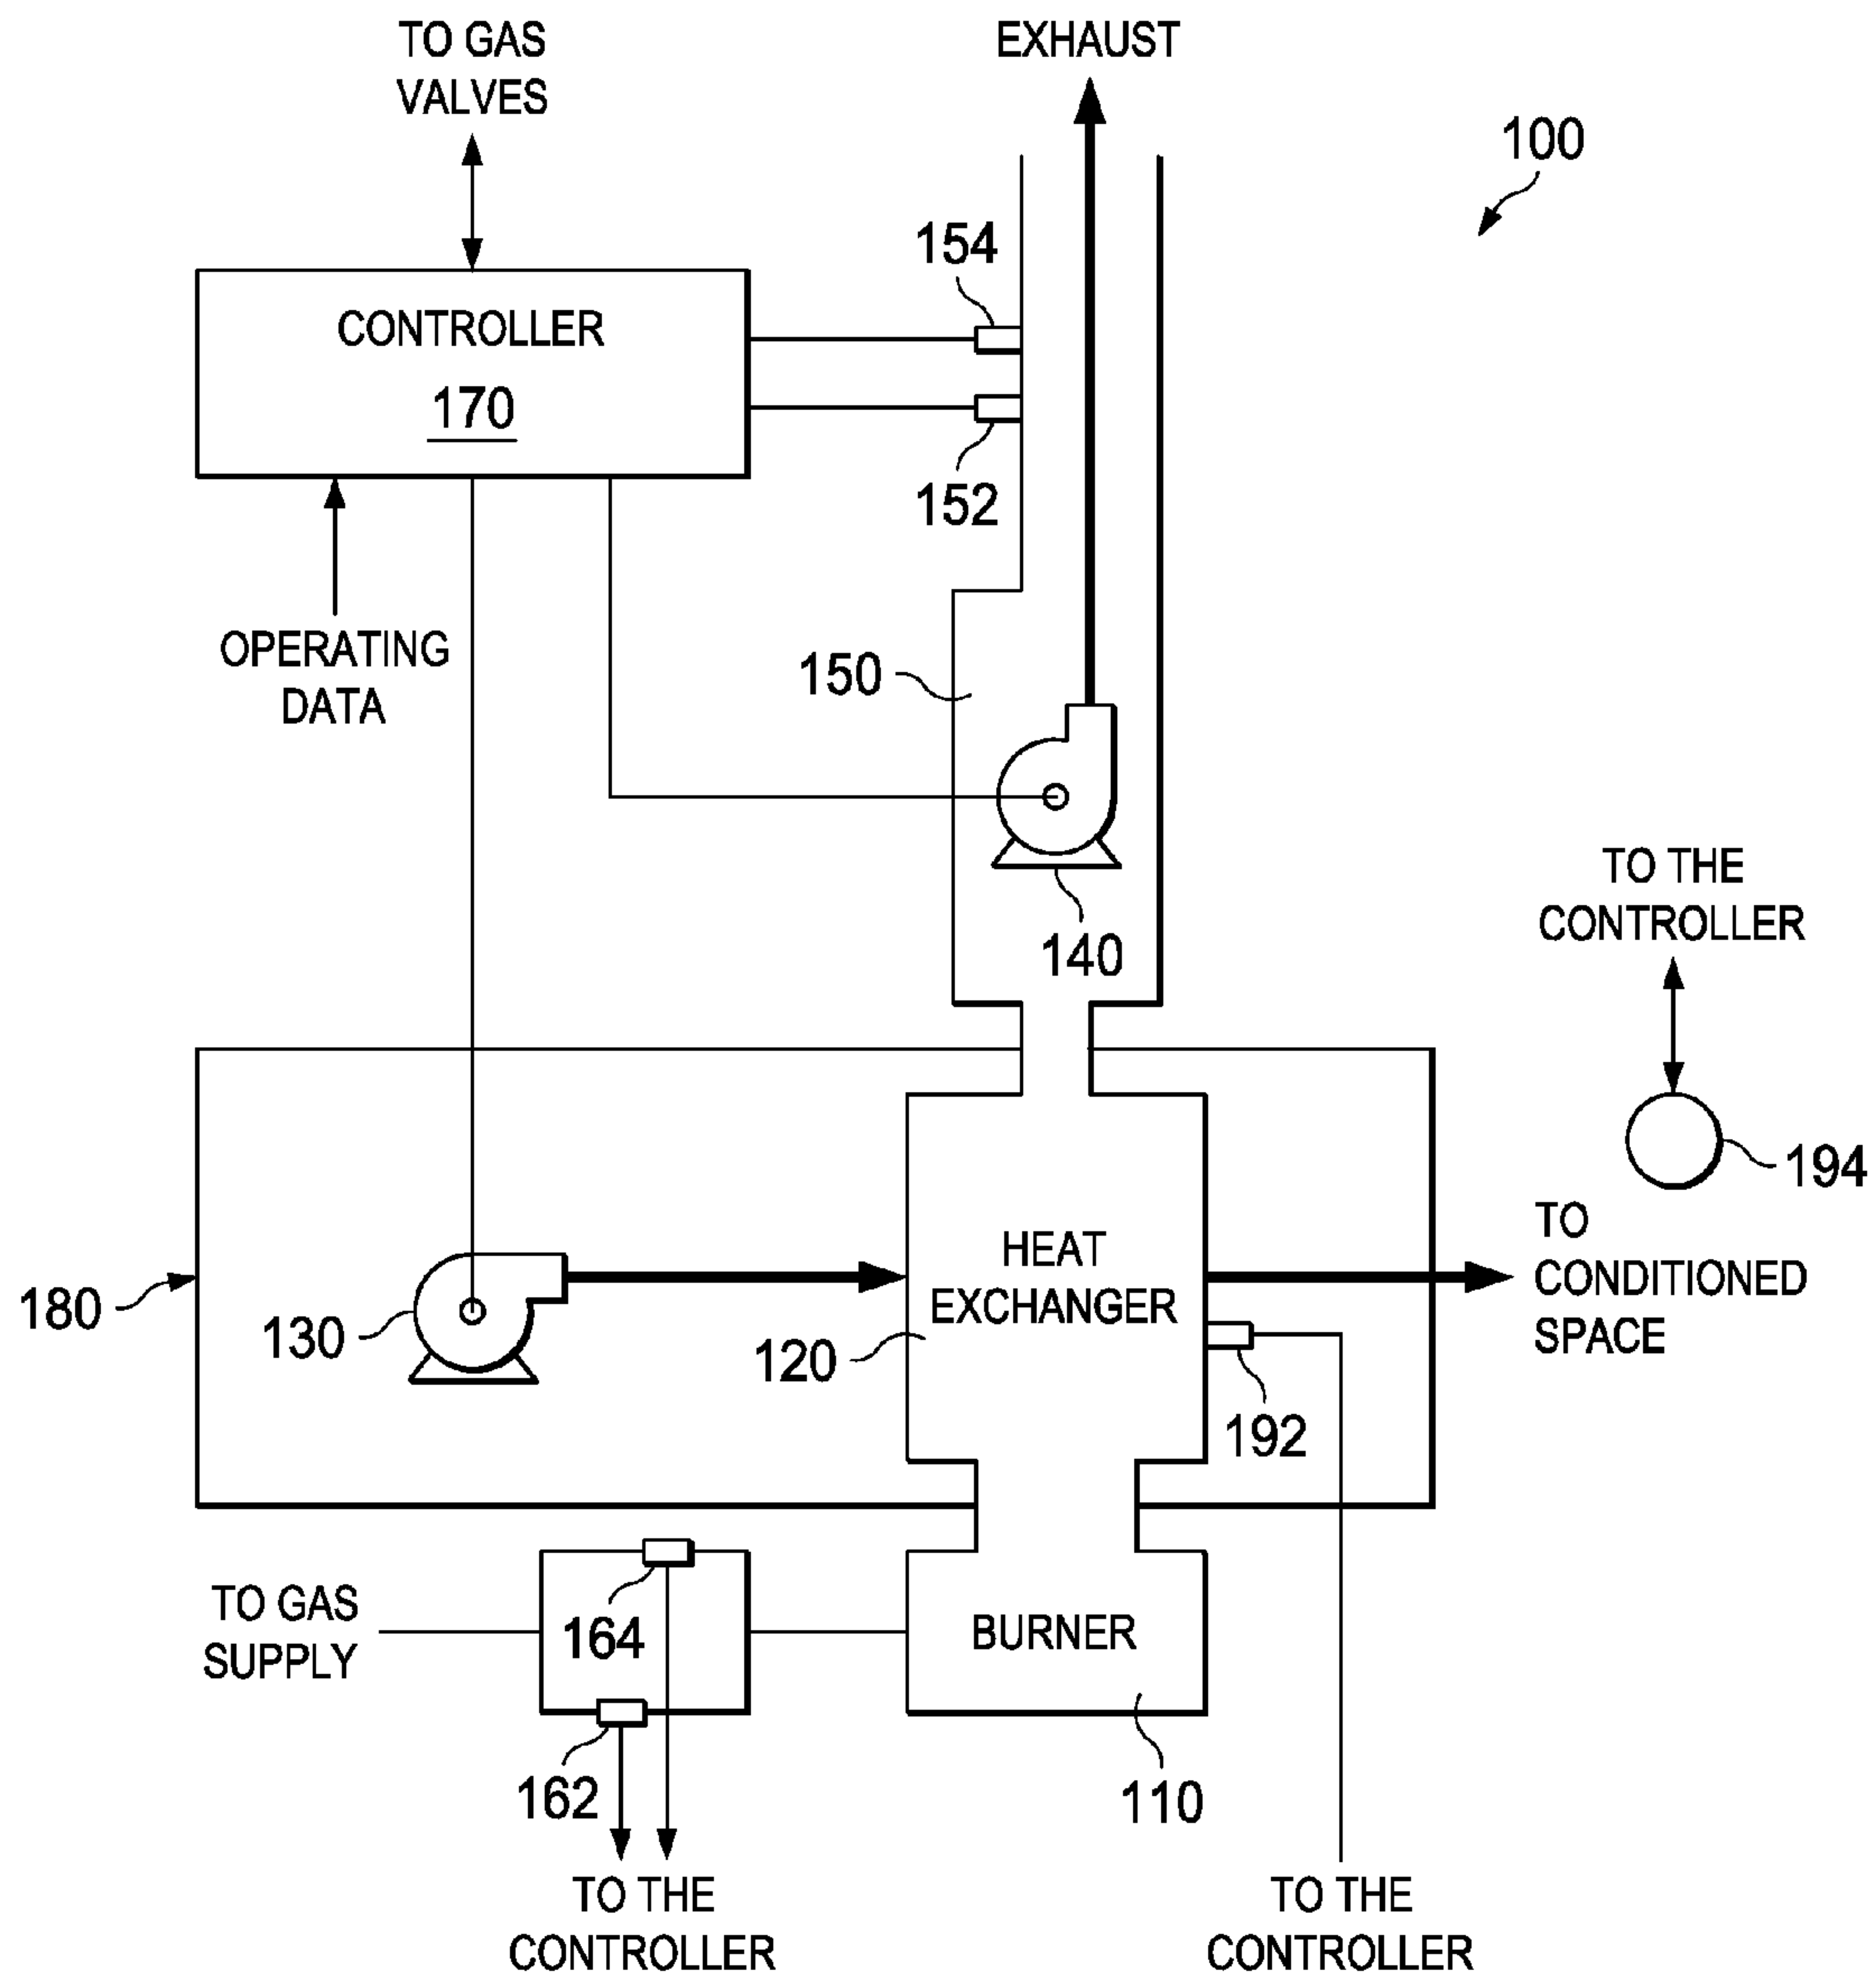 TO GAS
VALVES
EXHAUST
100
154
CONTROLLER
170
152
OPERATING
DATA
150
140
TO THE
CONTROLLER
194
TO
CONDITIONED
SPACE
HEAT
EXCHANGER
180
130
120
192
TO GAS
SUPPLY
164
BURNER
162
110
TO THE
CONTROLLER
TO THE
CONTROLLER